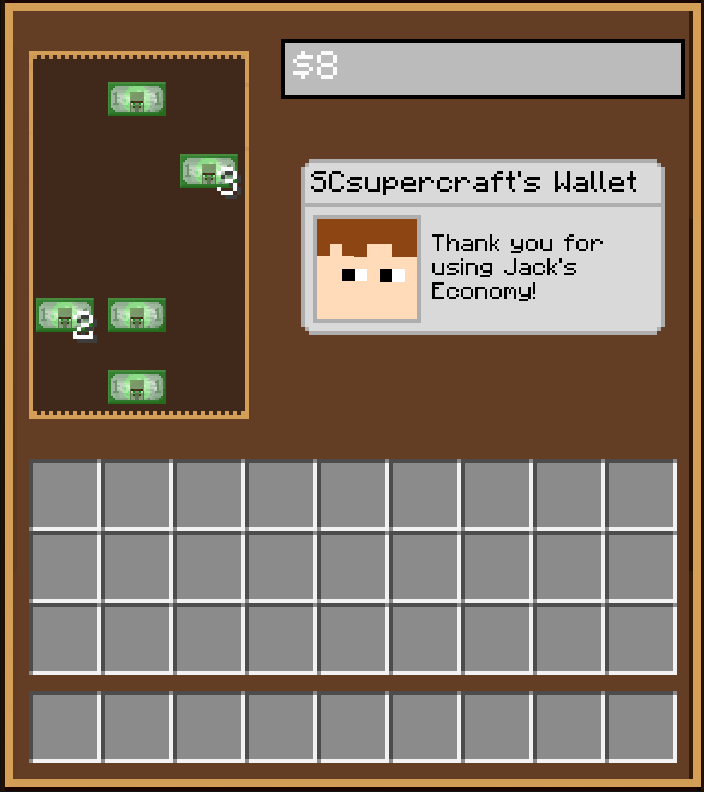 $8
3
2
SCsupercraft's Wallet
Thank you for
using Jack's
Economy!